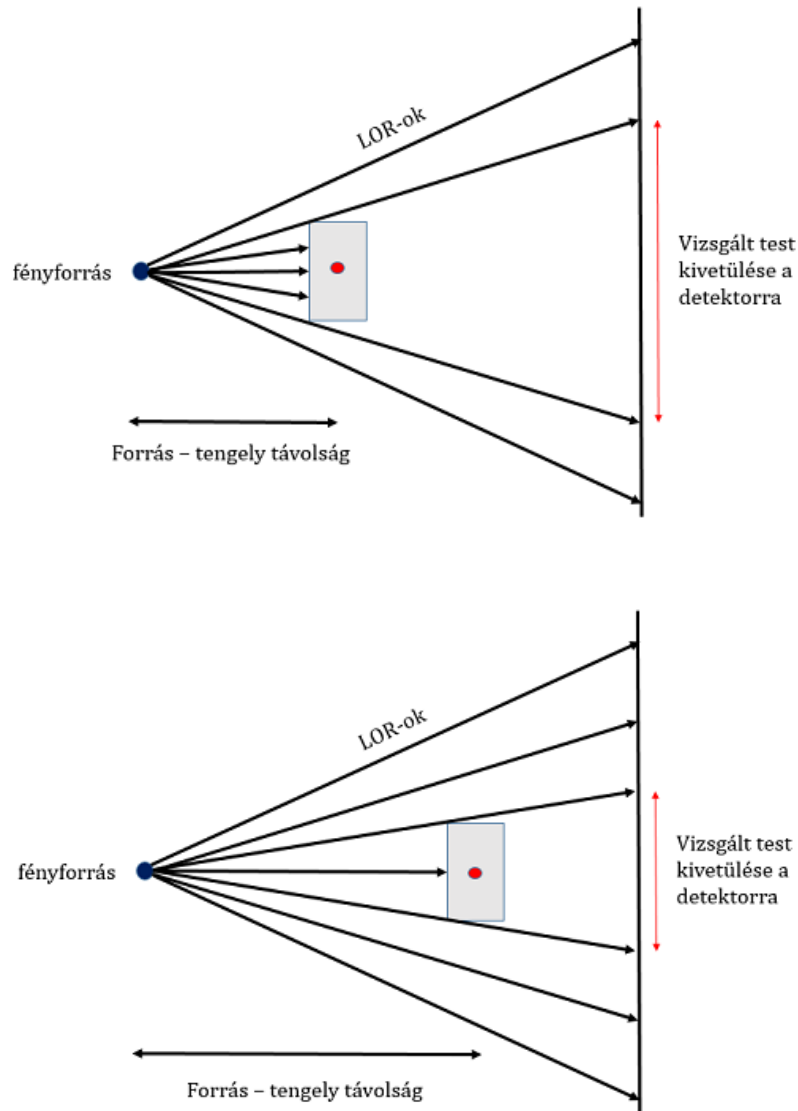 LOR-ok
fényforrás
Vizsgált test
kivetülése a
detektorra
Forrás – tengely távolság
LOR-ok
fényforrás
Vizsgált test
kivetülése a
detektorra
Forrás – tengely távolság